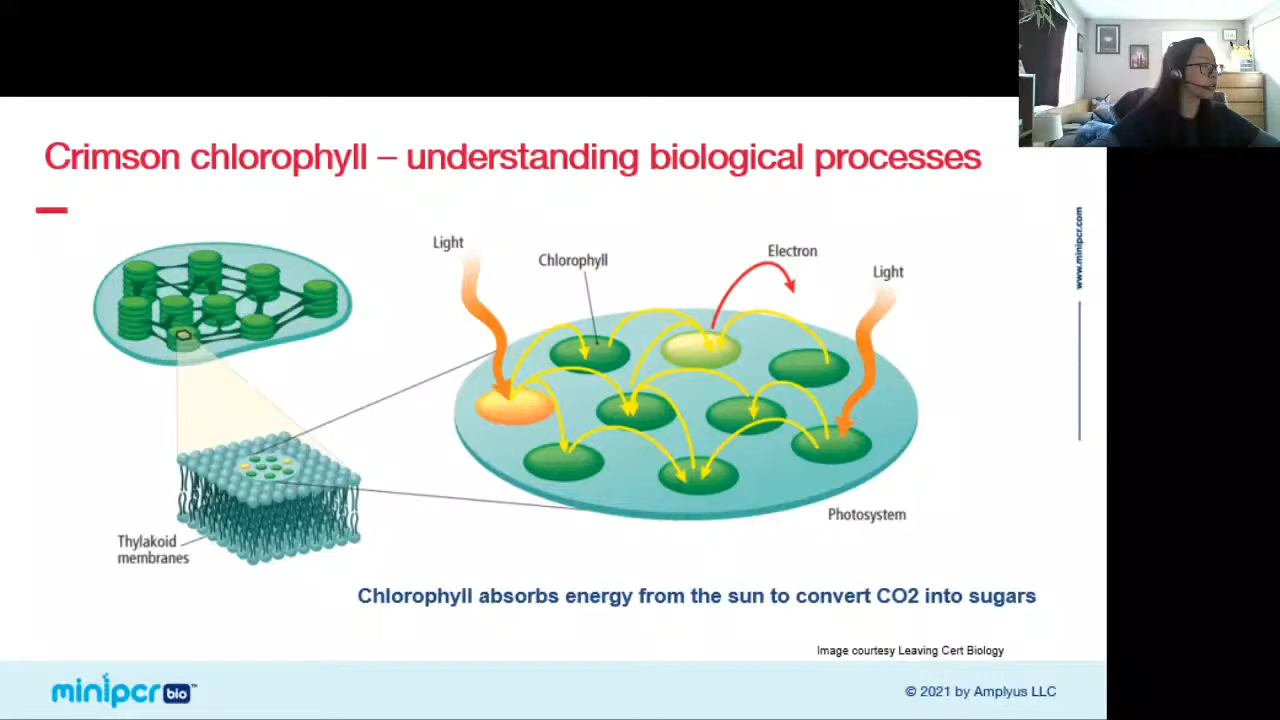 Crimson chlorophyll – understanding biological processes
www.minipcr.com
Light
Chlorophyll
Electron
Light
Thylakoid
membranes
Photosystem
Chlorophyll absorbs energy from the sun to convert CO2 into sugars
Image courtesy Leaving Cert Biology
minipcr bio™
© 2021 by Amplyus LLC